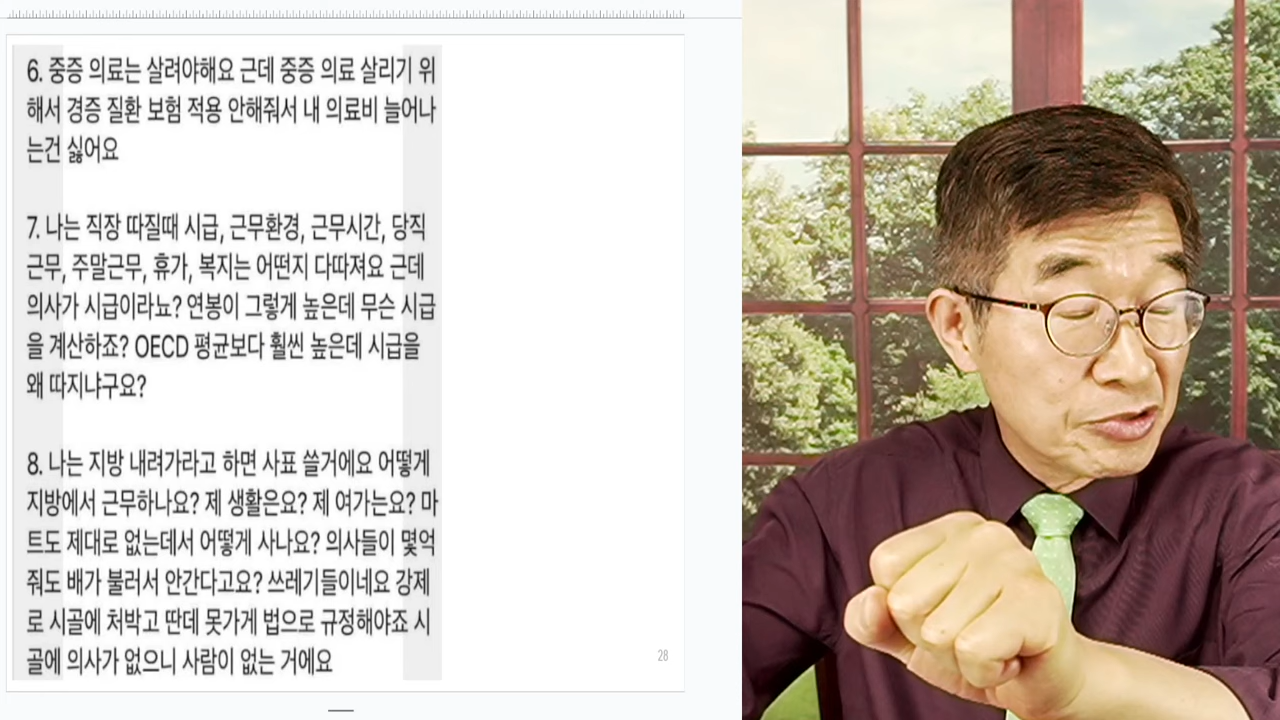 6. 중증 의료는 살려야해요 근데 중증 의료 살리기 위
해서 경증 질환 보험 적용 안해줘서 내 의료비 늘어나
는건 싫어요
7. 나는 직장 따질때 시급, 근무환경, 근무시간, 당직
근무, 주말근무, 휴가, 복지는 어떤지 다따져요 근데
의사가 시급이라뇨? 연봉이 그렇게 높은데 무슨 시급
을 계산하죠? OECD 평균보다 훨씬 높은데 시급을
왜 따지냐구요?
8. 나는 지방 내려가라고 하면 사표 쓸거에요 어떻게
지방에서 근무하나요? 제 생활은요? 제 여가는요? 마
트도 제대로 없는데서 어떻게 사나요? 의사들이 몇억
줘도 배가 불러서 안간다고요? 쓰레기들이네요 강제
로 시골에 처박고 딴데 못가게 법으로 규정해야죠 시
골에 의사가 없으니 사람이 없는 거에요
28